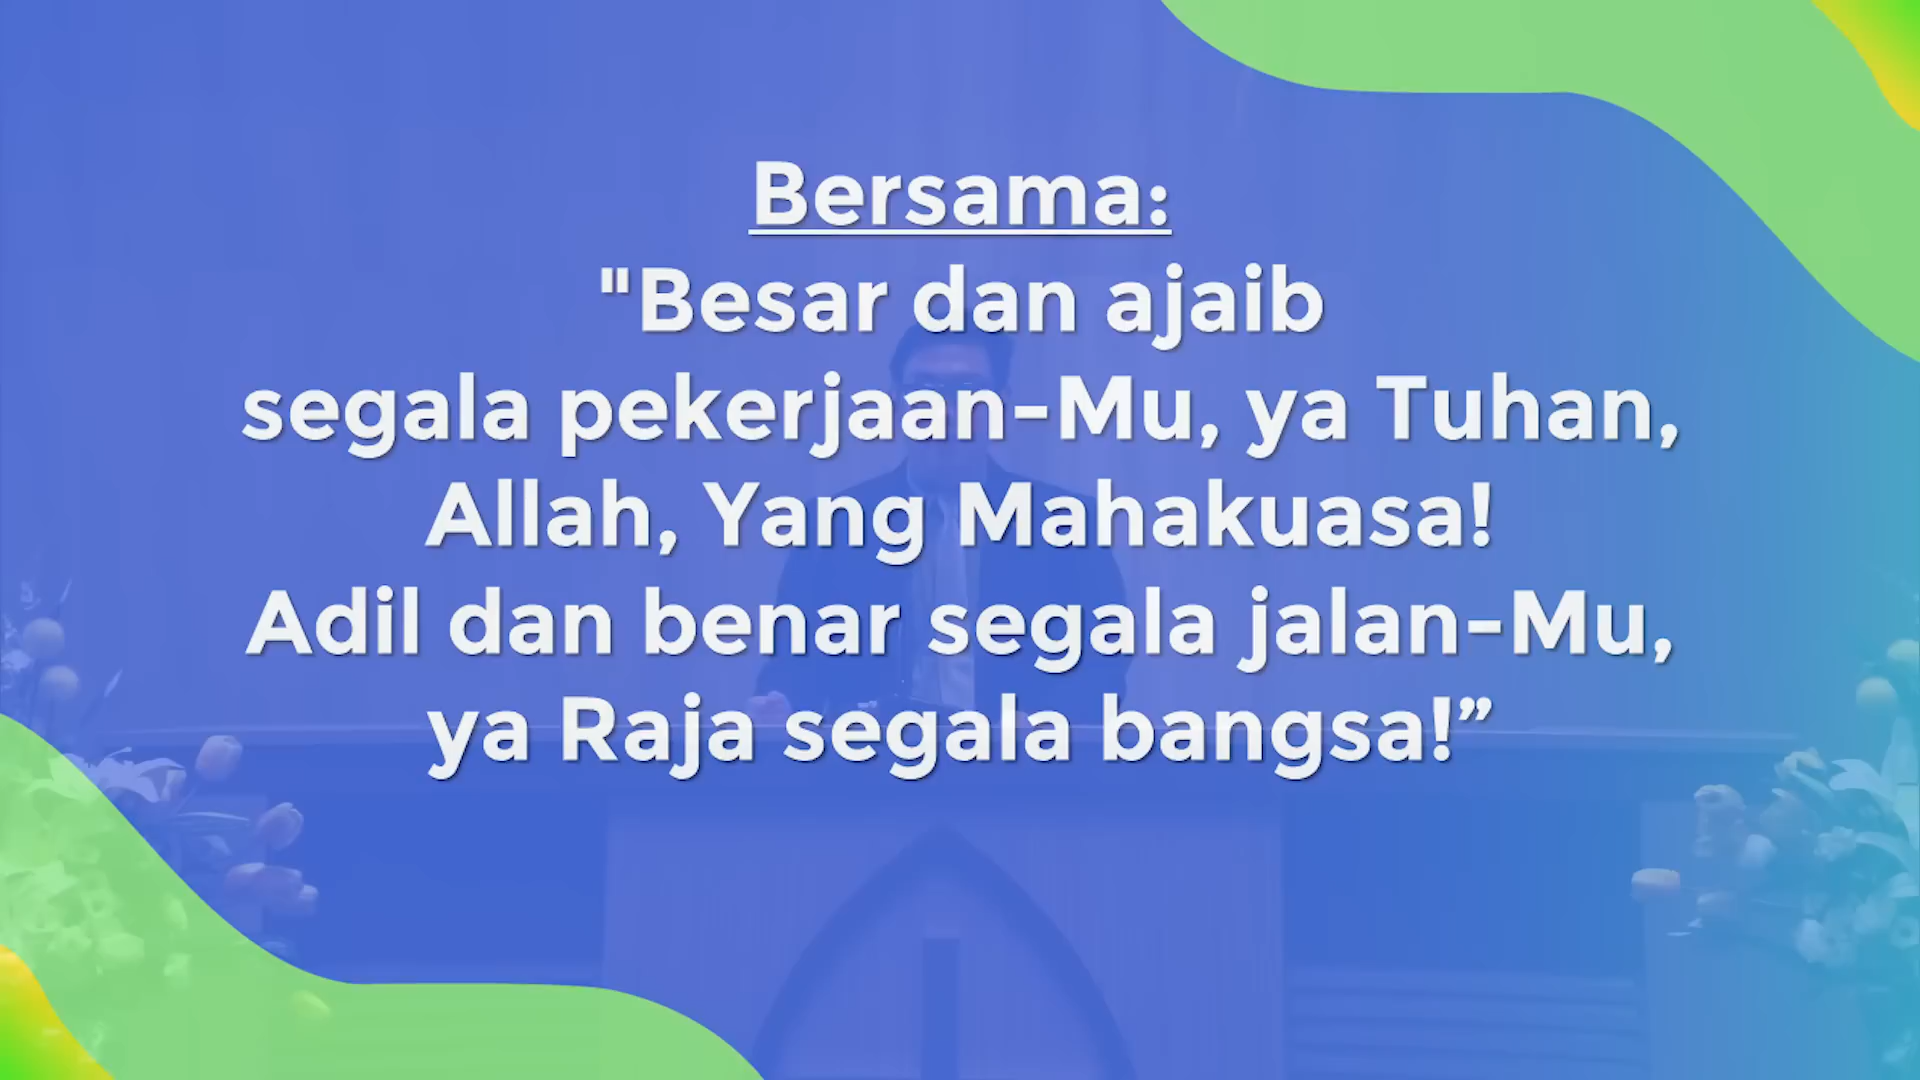 Bersama:
"Besar dan ajaib
segala pekerjaan-Mu, ya Tuhan,
Allah, Yang Mahakuasa!
Adil dan benar segala jalan-Mu,
ya Raja segala bangsa!”